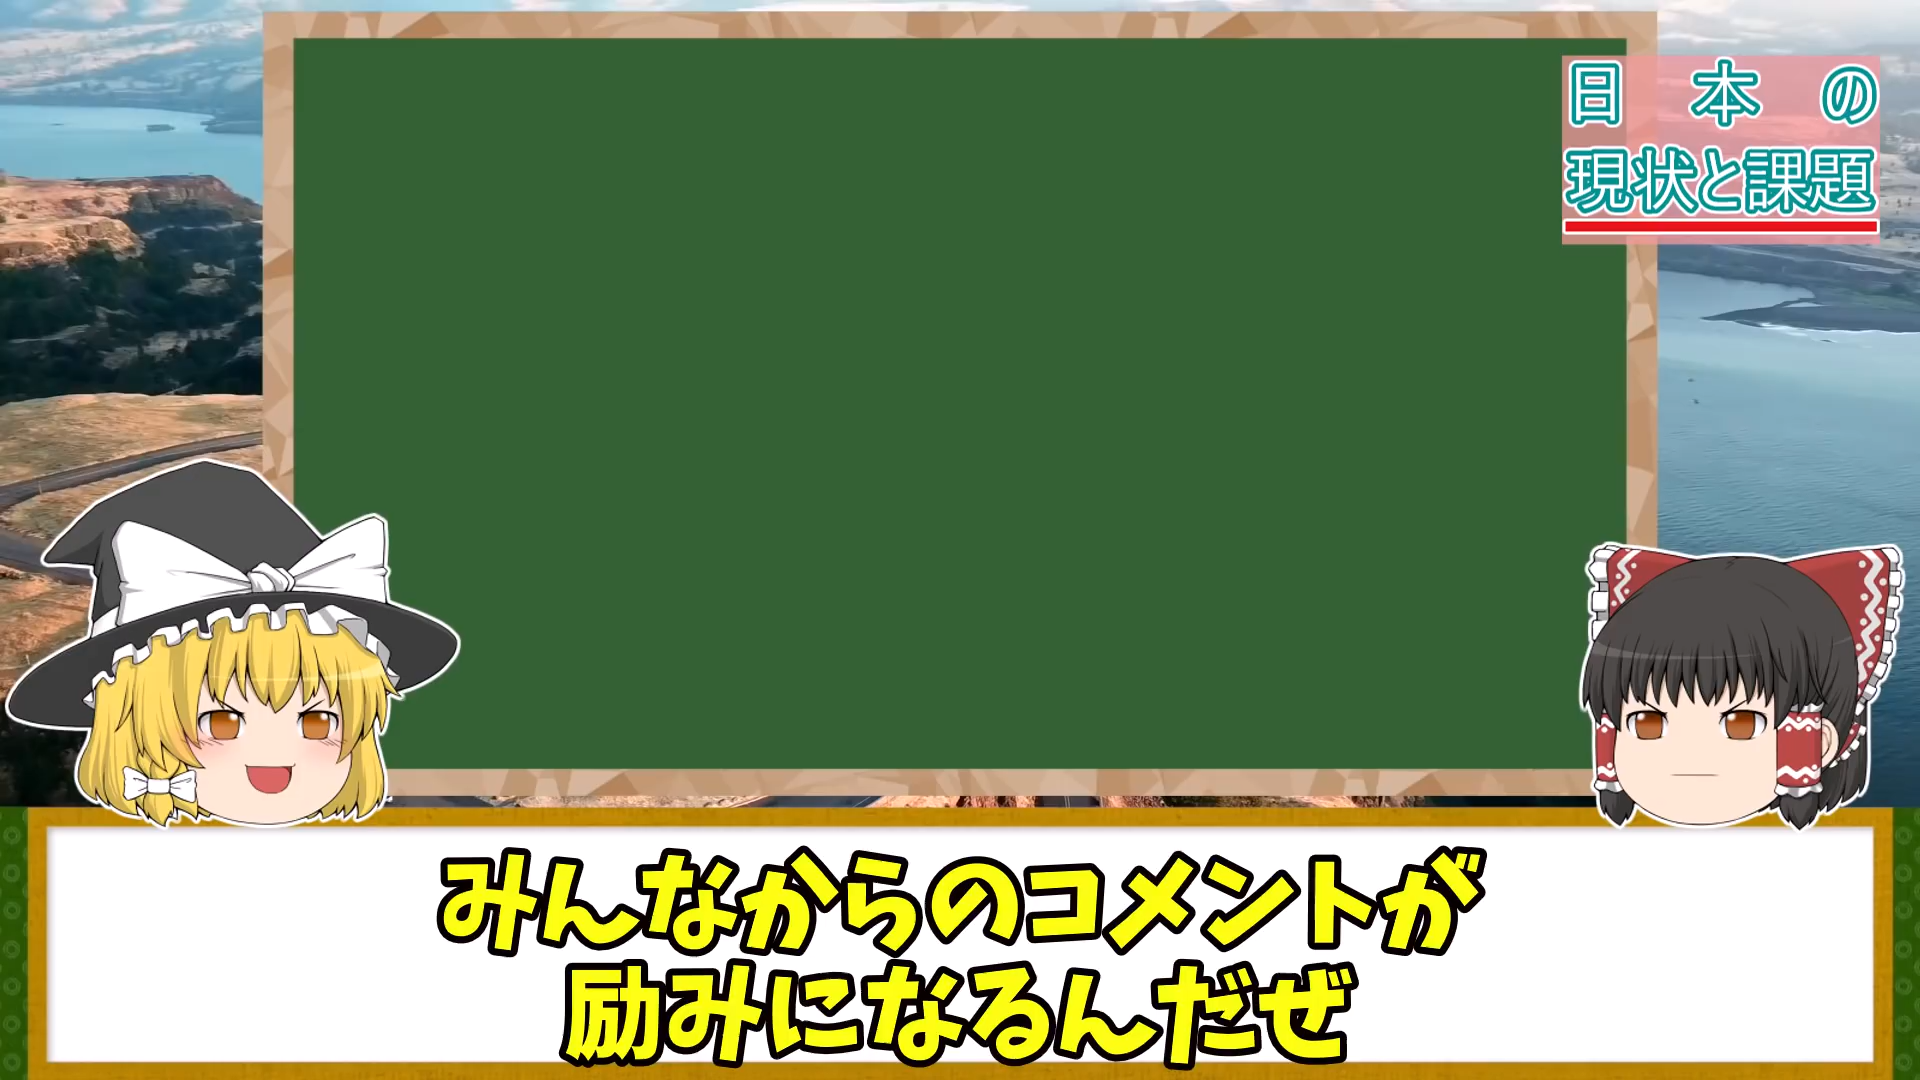 日本の
現状と課題
みんなからのコメントが
励みになるんだぜ